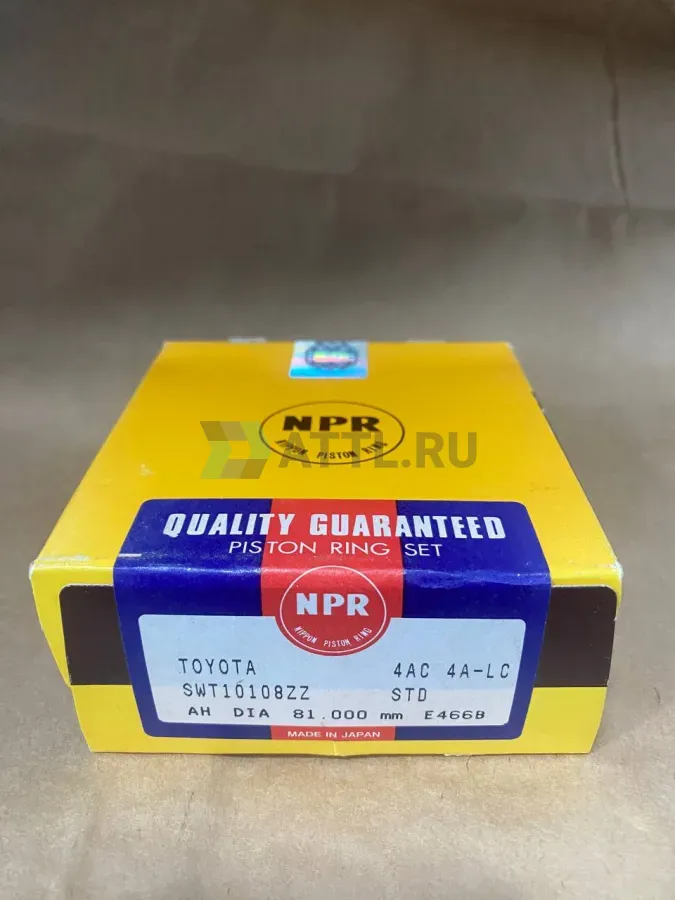 NPR
NIPPON PISTON RING
ATTL.RU
QUALITY GUARANTEED
PISTON RING SET
NPR
NIPPON PISTON RING
TOYOTA 4AC 4A-LC
SWT10108ZZ STD
AH DIA 81.000 mm E466B
MADE IN JAPAN